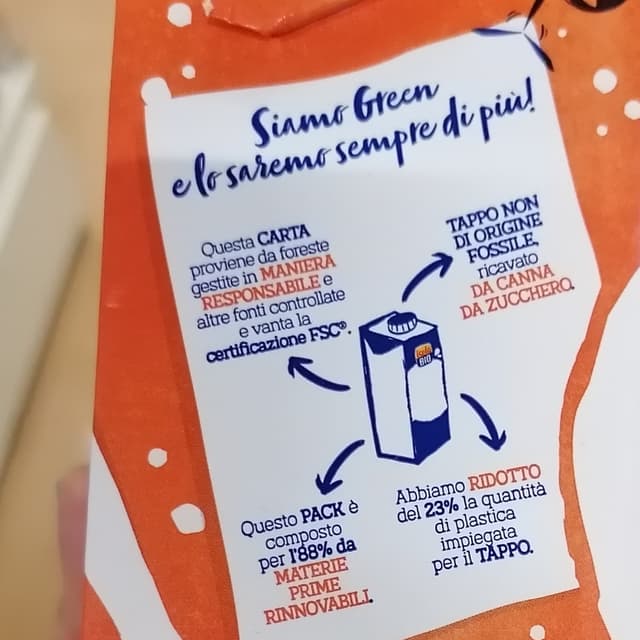 Siamo Green
e lo saremo sempre di più!
Questa CARTA
proviene da foreste
gestite in MANIERA
RESPONSABILE e
altre fonti controllate
e vanta la
certificazione FSC®.
TAPPO NON
DI ORIGINE
FOSSILE,
ricavato
DA CANNA
DA ZUCCHERO.
BIO
Questo PACK è
composto
per l'88% da
MATERIE
PRIME
RINNOVABILI.
Abbiamo RIDOTTO
del 23% la quantità
di plastica
impiegata
per il TAPPO.